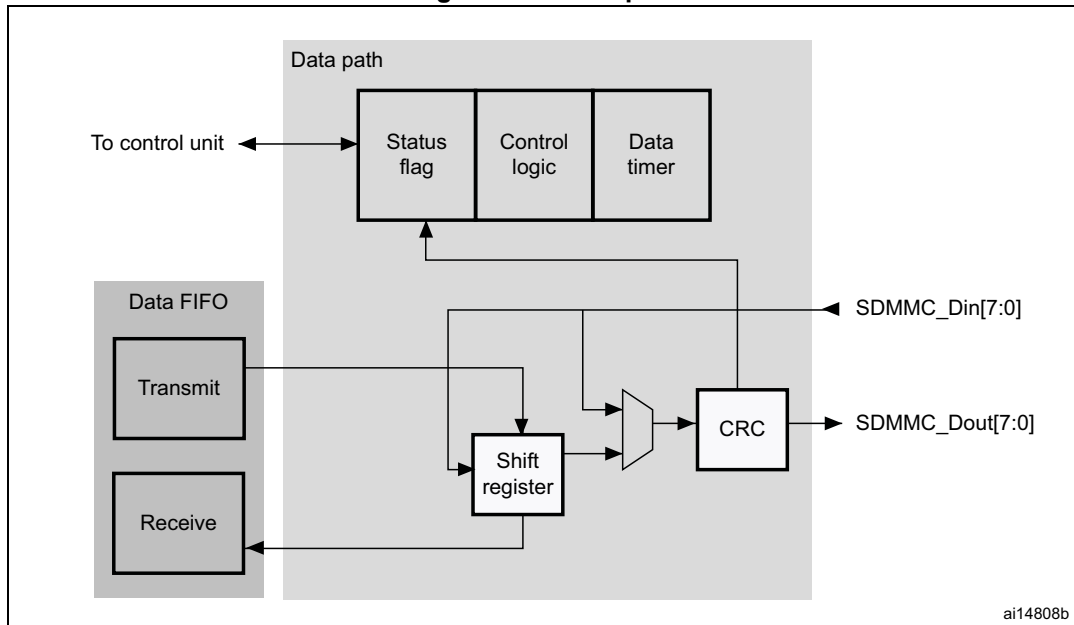 Data path
Status
flag
Control
logic
Data
timer
To control unit
Data FIFO
Transmit
Receive
Shift
register
CRC
SDMMC_Din[7:0]
SDMMC_Dout[7:0]
ai14808b